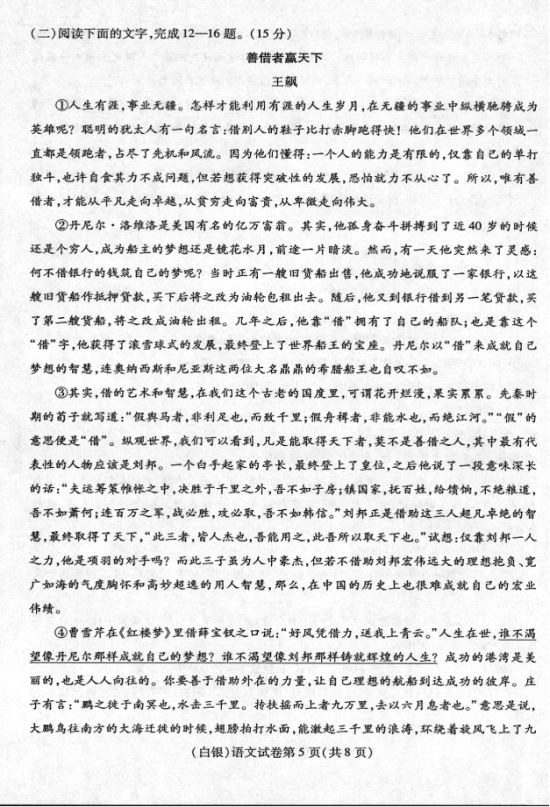 (二)阅读下面的文字,完成12—16题。(15分)
善借者赢天下
王飙
①人生有涯,事业无疆。怎样才能利用有涯的人生岁月,在无疆的事业中纵横驰骋成为
英雄呢?聪明的犹太人有一句名言:借别人的鞋子比打赤脚跑得快!他们在世界多个领域一
直都是领跑者,占尽了先机和风流。因为他们懂得:一个人的能力是有限的,仅靠自己的单打
独斗,也许自食其力不成问题,但若想获得突破性的发展,恐怕就力不从心了。所以,唯有善
借者,才能从平凡走向卓越,从贫穷走向富贵,从卑微走向伟大。
②丹尼尔·洛维洛是美国有名的亿万富翁。其实,他孤身奋斗拼搏到了近40岁的时候
还是个穷人,成为船主的梦想还是镜花水月,前途一片暗淡。然而,有一天他突然来了灵感:
何不借银行的钱筑自己的梦呢?当时正有一艘旧货船出售,他成功地说服了一家银行,以这
艘旧货船作抵押贷款,买下后将之改为油轮包租出去。随后,他又到银行借到另一笔贷款,买
了第二艘货船,将之改成油轮出租。几年之后,他靠“借”拥有了自己的船队;也是靠这个
“借”字,他获得了滚雪球式的发展,最终登上了世界船王的宝座。丹尼尔以“借”来成就自己
梦想的智慧,连奥纳西斯和尼亚斯这两位大名鼎鼎的希腊船王也自叹不如。
③其实,借的艺术和智慧,在我们这个古老的国度里,可谓花开烂漫,果实累累。先秦时
期的荀子就写道:“假舆马者,非利足也,而致千里;假舟楫者,非能水也,而绝江河。”“假”的
意思便是“借”。纵观世界,我们可以看到,凡是能取得天下者,莫不是善借之人,其中最有代
表性的人物应该是刘邦。一个白手起家的亭长,最终登上了皇位,之后他说了一段意味深长
的话:“夫运筹策帷帐之中,决胜于千里之外,吾不如子房;镇国家,抚百姓,给馈饷,不绝粮道,
吾不如萧何;连百万之军,战必胜,攻必取,吾不如韩信。”刘邦正是借助这三人超凡卓绝的智
慧,最终取得了天下,“此三者,皆人杰也,吾能用之,此吾所以取天下也。”试想:仅靠刘邦一人
之力,他是项羽的对手吗?而此三子虽为人中豪杰,但若不借助刘邦宏伟远大的理想抱负、宽
广如海的气度胸怀和高妙超逸的用人智慧,那么,在中国的历史上也很难成就自己的宏业
伟绩。
④曹雪芹在《红楼梦》里借薛宝钗之口说:“好风凭借力,送我上青云。”人生在世,谁不渴
望像丹尼尔那样成就自己的梦想?谁不渴望像刘邦那样铸就辉煌的人生?成功的港湾是美
丽的,也是人人向往的。你要善于借助外在的力量,让自己理想的航船到达成功的彼岸。庄
子有言:“鹏之徙于南冥也,水击三千里。抟扶摇而上者九万里,去以六月息者也。”意思是说,
大鹏鸟往南方的大海迁徙的时候,翅膀拍打水面,能激起三千里的浪涛,环绕着旋风飞上了九
(白银)语文试卷第5页(共8页)